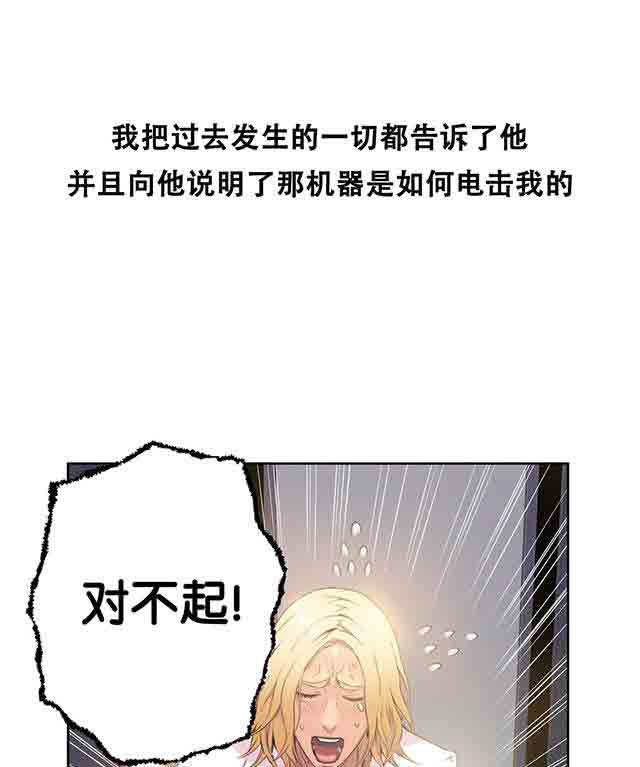 我把过去发生的一切都告诉了他
并且向他说明了那机器是如何电击我的
对不起!